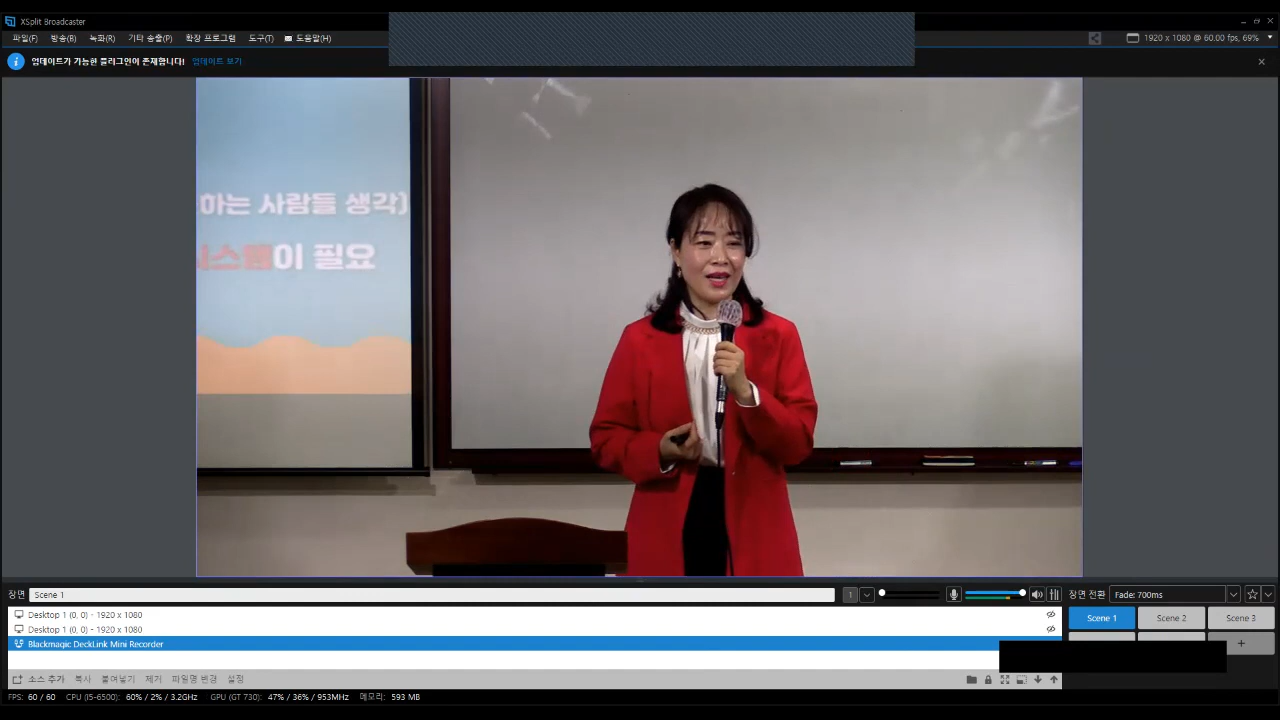 XSplit Broadcaster
파일(F) 방송(B) 녹화(R) 기타 송출(P) 확장 프로그램 도구(T) 도움말(H) 1920 x 1080 @ 60.00 fps, 69%
업데이트가 가능한 플러그인이 존재합니다! 업데이트 보기
하는 사람들 생각]
시스템이 필요
장면 Scene 1 1 장면 전환 Fade: 700ms
Desktop 1 (0, 0) - 1920 x 1080 Scene 1 Scene 2 Scene 3
Desktop 1 (0, 0) - 1920 x 1080
Blackmagic DeckLink Mini Recorder
소스 추가 복사 붙여넣기 제거 파일명 변경 설정
FPS: 60 / 60 CPU (I5-6500): 60% / 2% / 3.2GHz GPU (GT 730): 47% / 36% / 953MHz 메모리: 593 MB